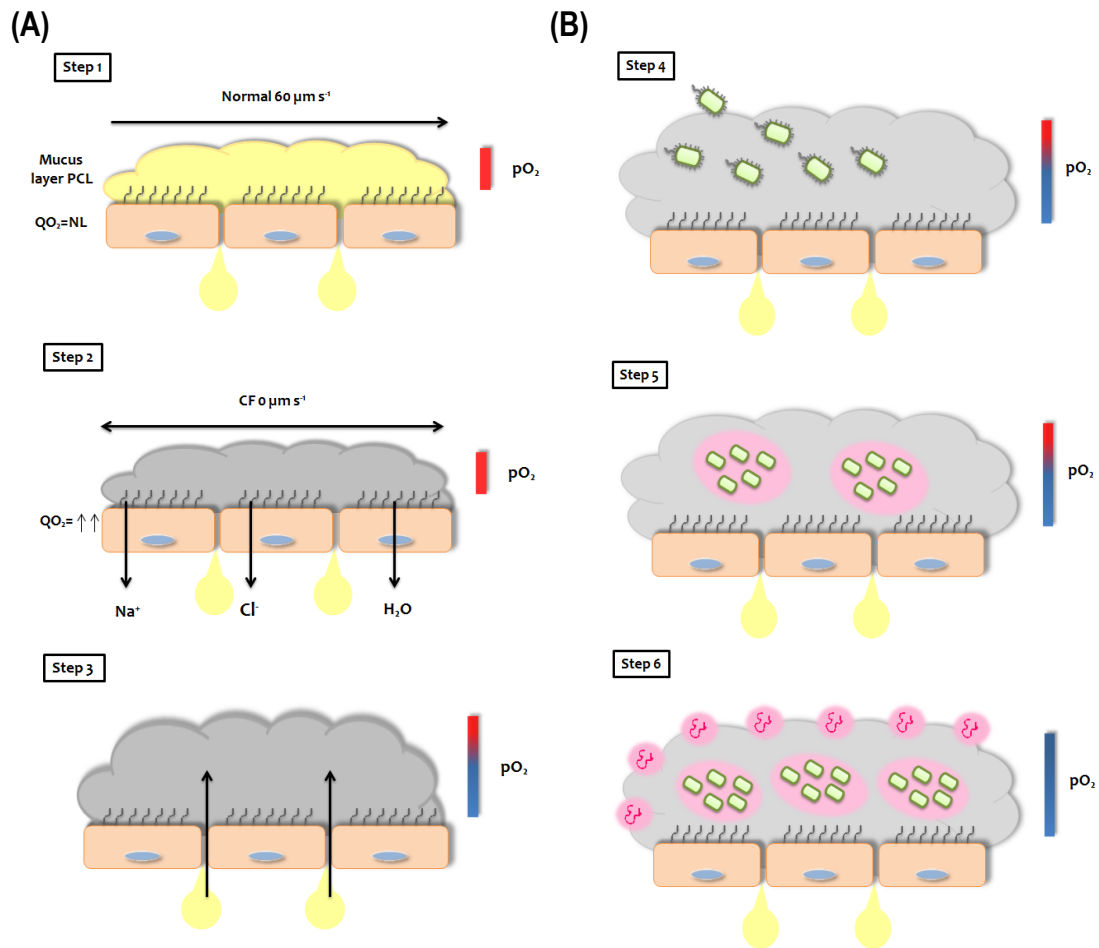 (A)
Step 1
Normal 60 µm s⁻¹
Mucus
layer PCL
pO₂
QO₂=NL
Step 2
CF 0 µm s⁻¹
pO₂
QO₂= ↑↑
Na⁺
Cl⁻
H₂O
Step 3
pO₂
(B)
Step 4
pO₂
Step 5
pO₂
Step 6
pO₂